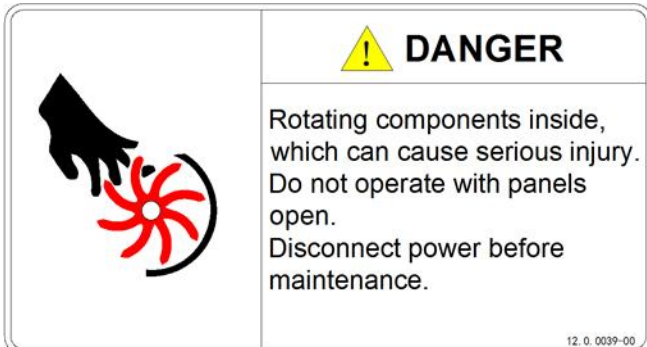 ! DANGER
Rotating components inside,
which can cause serious injury.
Do not operate with panels
open.
Disconnect power before
maintenance.
12.0.0039-00